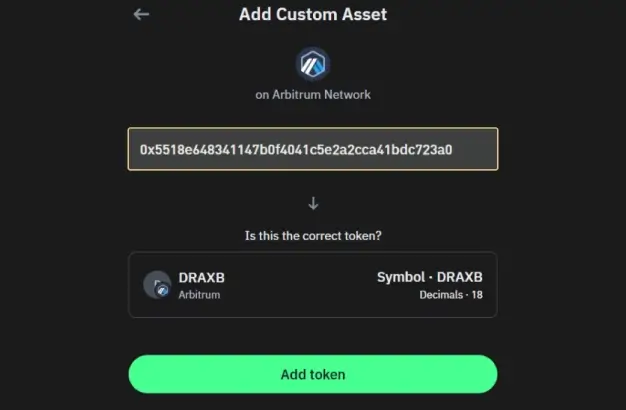 Add Custom Asset
on Arbitrum Network
0x5518e648341147b0f4041c5e2a2cca41bdc723a0
Is this the correct token?
DRAXB Symbol · DRAXB
Arbitrum Decimals · 18
Add token